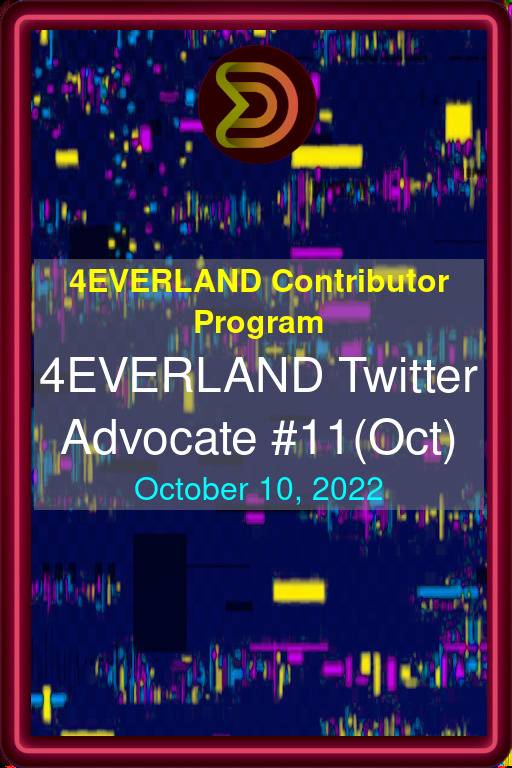 4EVERLAND Contributor
Program
4EVERLAND Twitter
Advocate #11(Oct)
October 10, 2022